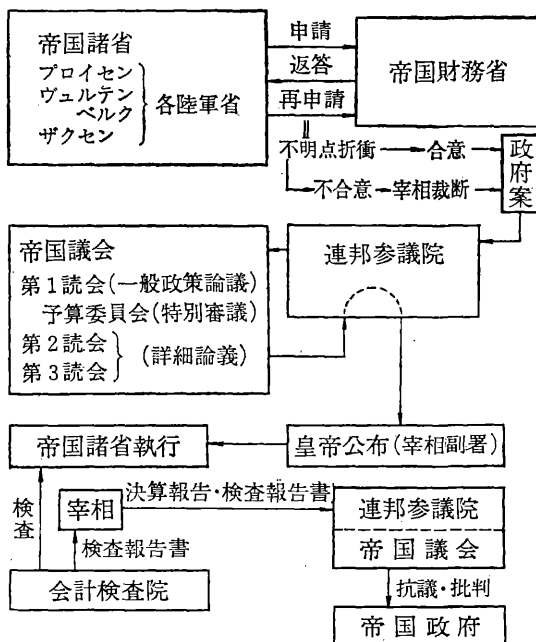 帝国諸省
プロイセン
ヴュルテン
ベルク
ザクセン
各陸軍省
申請
返答
再申請
帝国財務省
不明点折衝
合意
不合意
宰相裁断
政府案
帝国議会
第1読会(一般政策論議)
予算委員会(特別審議)
第2読会
第3読会
(詳細論義)
連邦参議院
帝国諸省執行
皇帝公布(宰相副署)
検査
宰相
決算報告・検査報告書
検査報告書
会計検査院
連邦参議院
帝国議会
抗議・批判
帝国政府